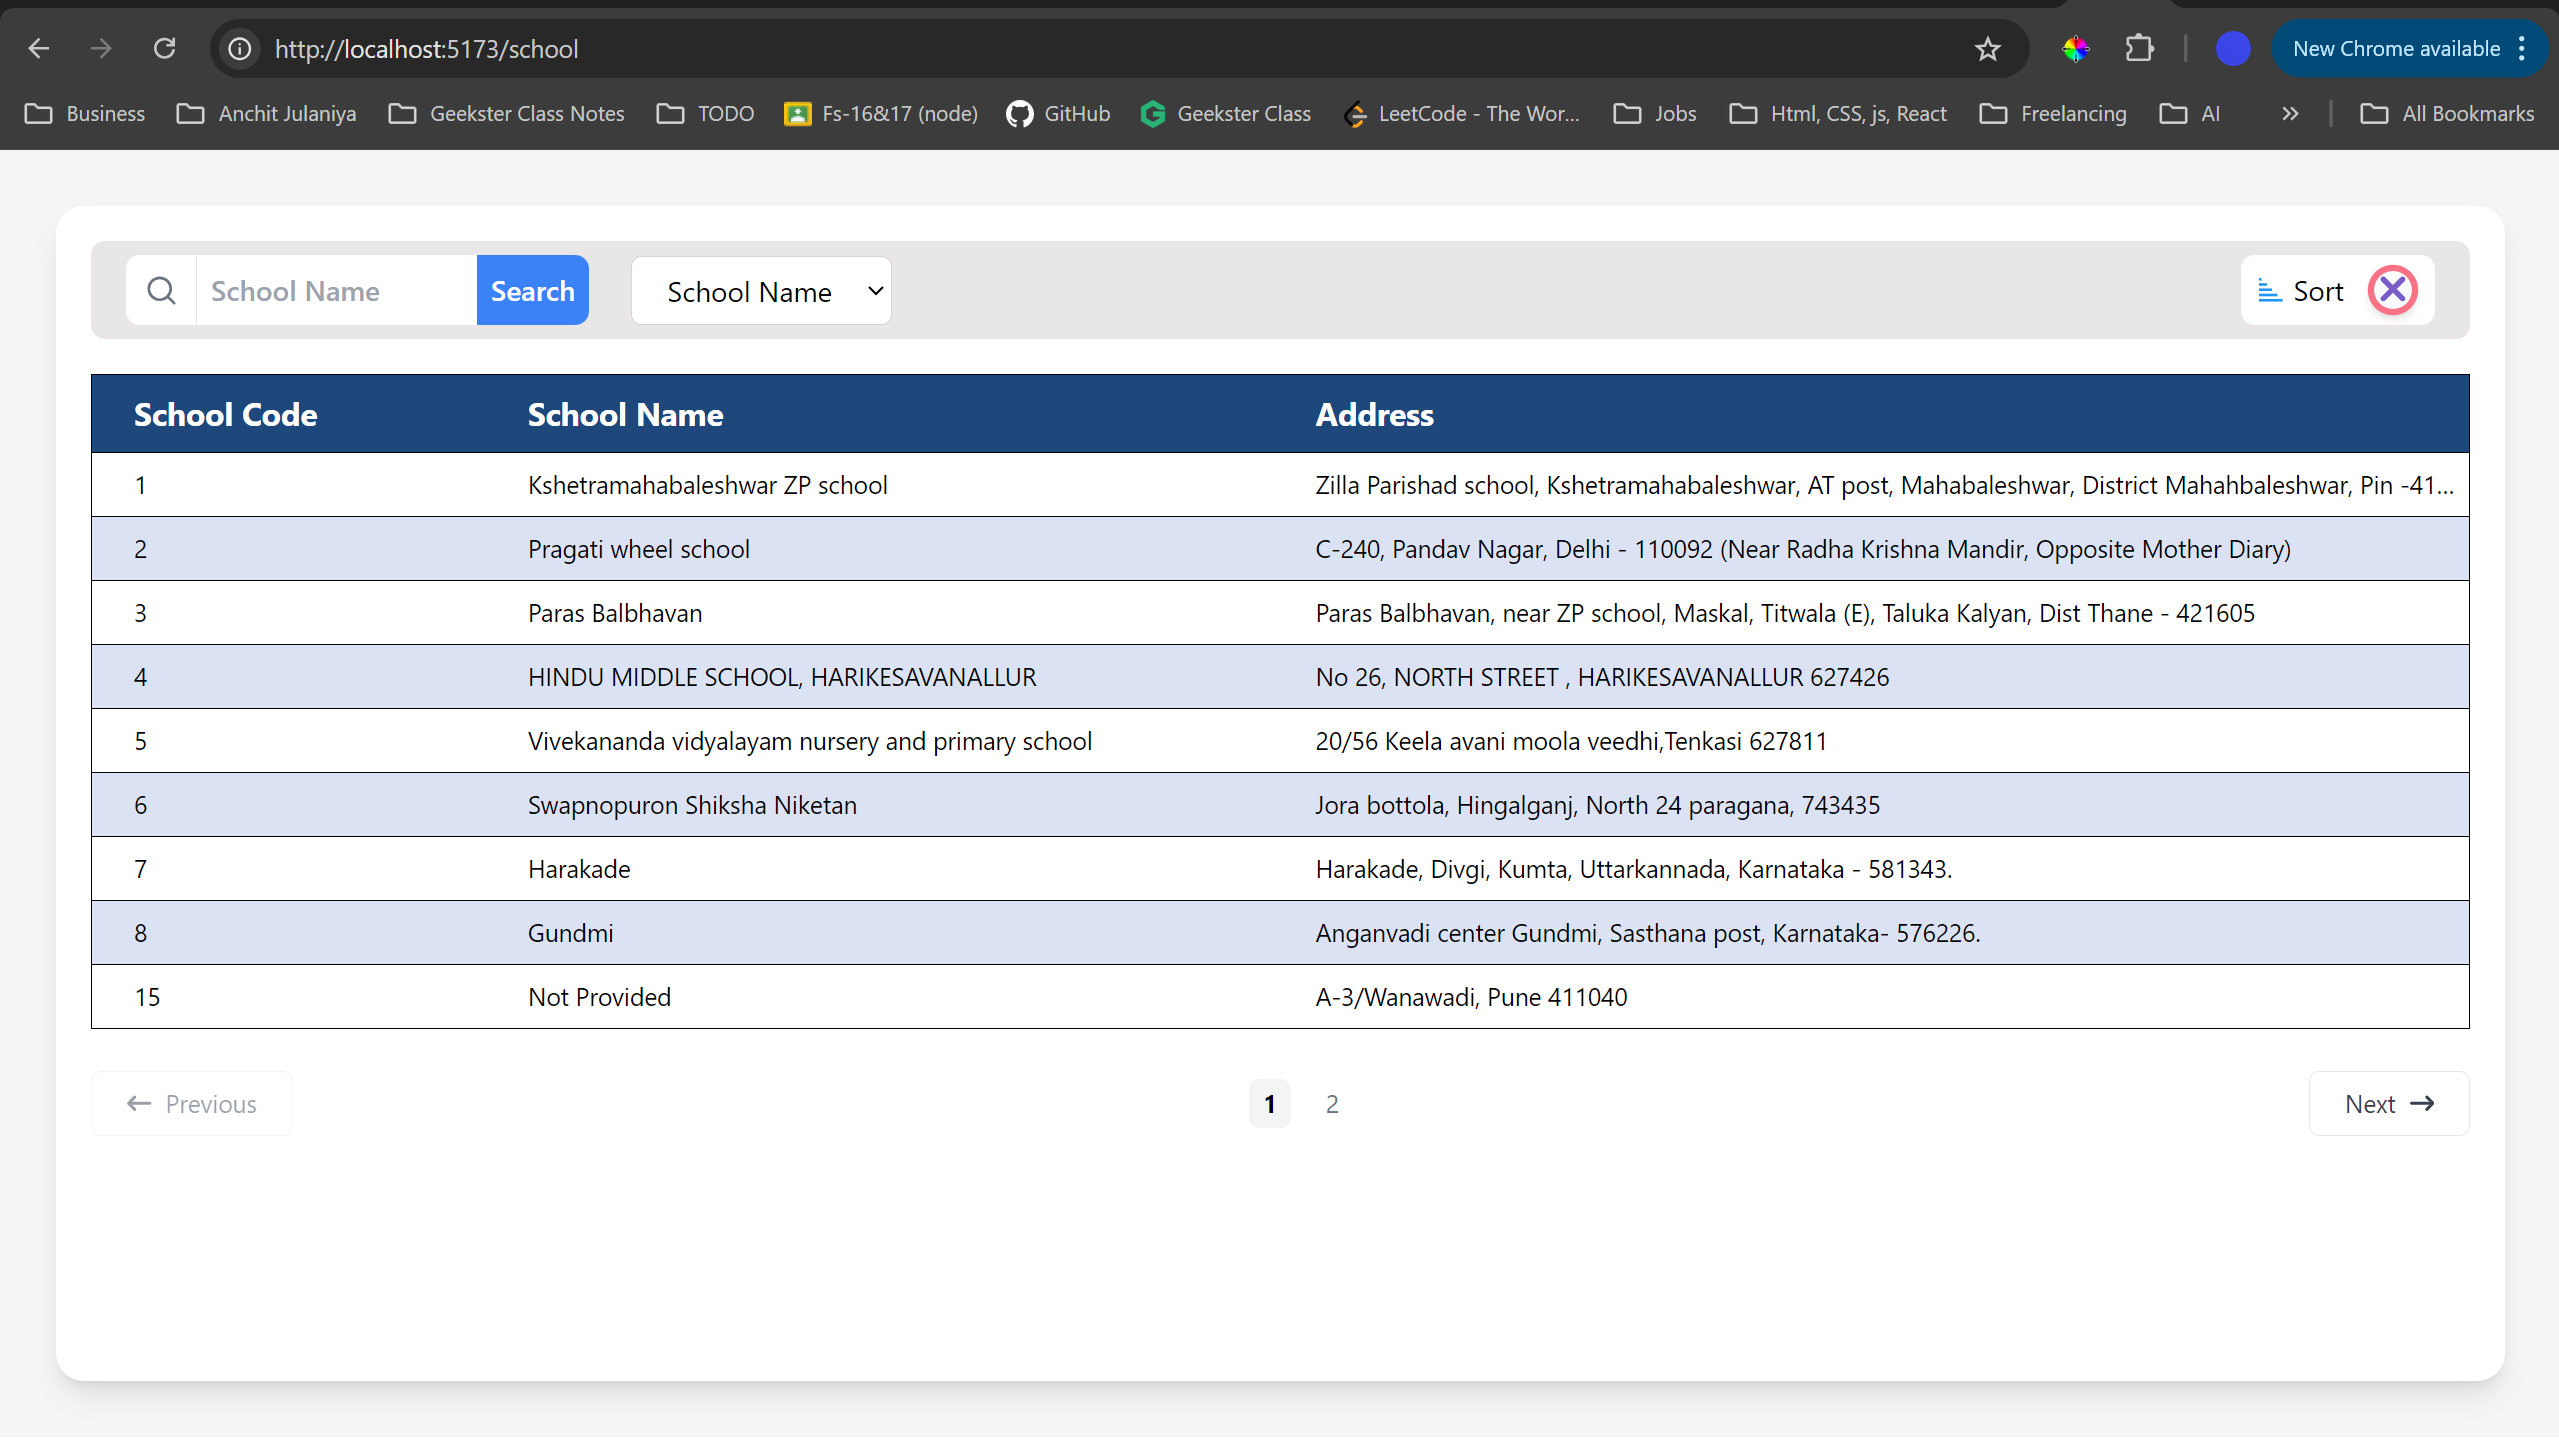 http://localhost:5173/school
New Chrome available
Business Anchit Julaniya Geekster Class Notes TODO Fs-16&17 (node) GitHub Geekster Class LeetCode - The Wor... Jobs Html, CSS, js, React Freelancing AI All Bookmarks
School Name Search School Name Sort
School Code School Name Address
1 Kshetramahabaleshwar ZP school Zilla Parishad school, Kshetramahabaleshwar, AT post, Mahabaleshwar, District Mahahbaleshwar, Pin -41...
2 Pragati wheel school C-240, Pandav Nagar, Delhi - 110092 (Near Radha Krishna Mandir, Opposite Mother Diary)
3 Paras Balbhavan Paras Balbhavan, near ZP school, Maskal, Titwala (E), Taluka Kalyan, Dist Thane - 421605
4 HINDU MIDDLE SCHOOL, HARIKESAVANALLUR No 26, NORTH STREET , HARIKESAVANALLUR 627426
5 Vivekananda vidyalayam nursery and primary school 20/56 Keela avani moola veedhi,Tenkasi 627811
6 Swapnopuron Shiksha Niketan Jora bottola, Hingalganj, North 24 paragana, 743435
7 Harakade Harakade, Divgi, Kumta, Uttarkannada, Karnataka - 581343.
8 Gundmi Anganvadi center Gundmi, Sasthana post, Karnataka- 576226.
15 Not Provided A-3/Wanawadi, Pune 411040
Previous 1 2 Next